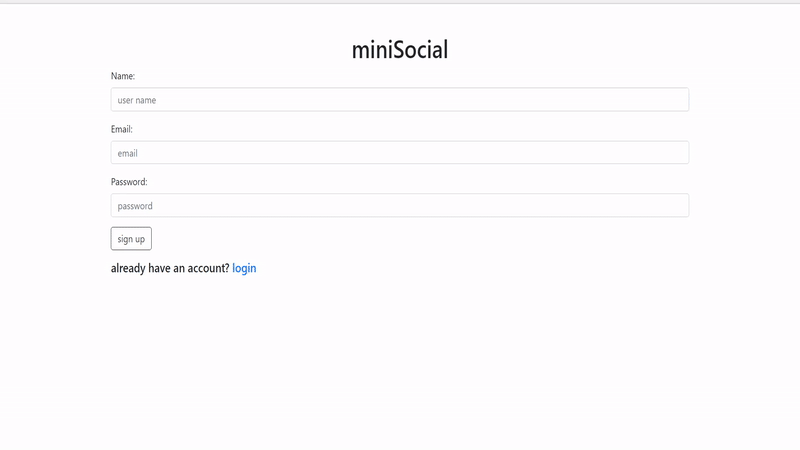 miniSocial
Name:
user name
Email:
email
Password:
password
sign up
already have an account? login